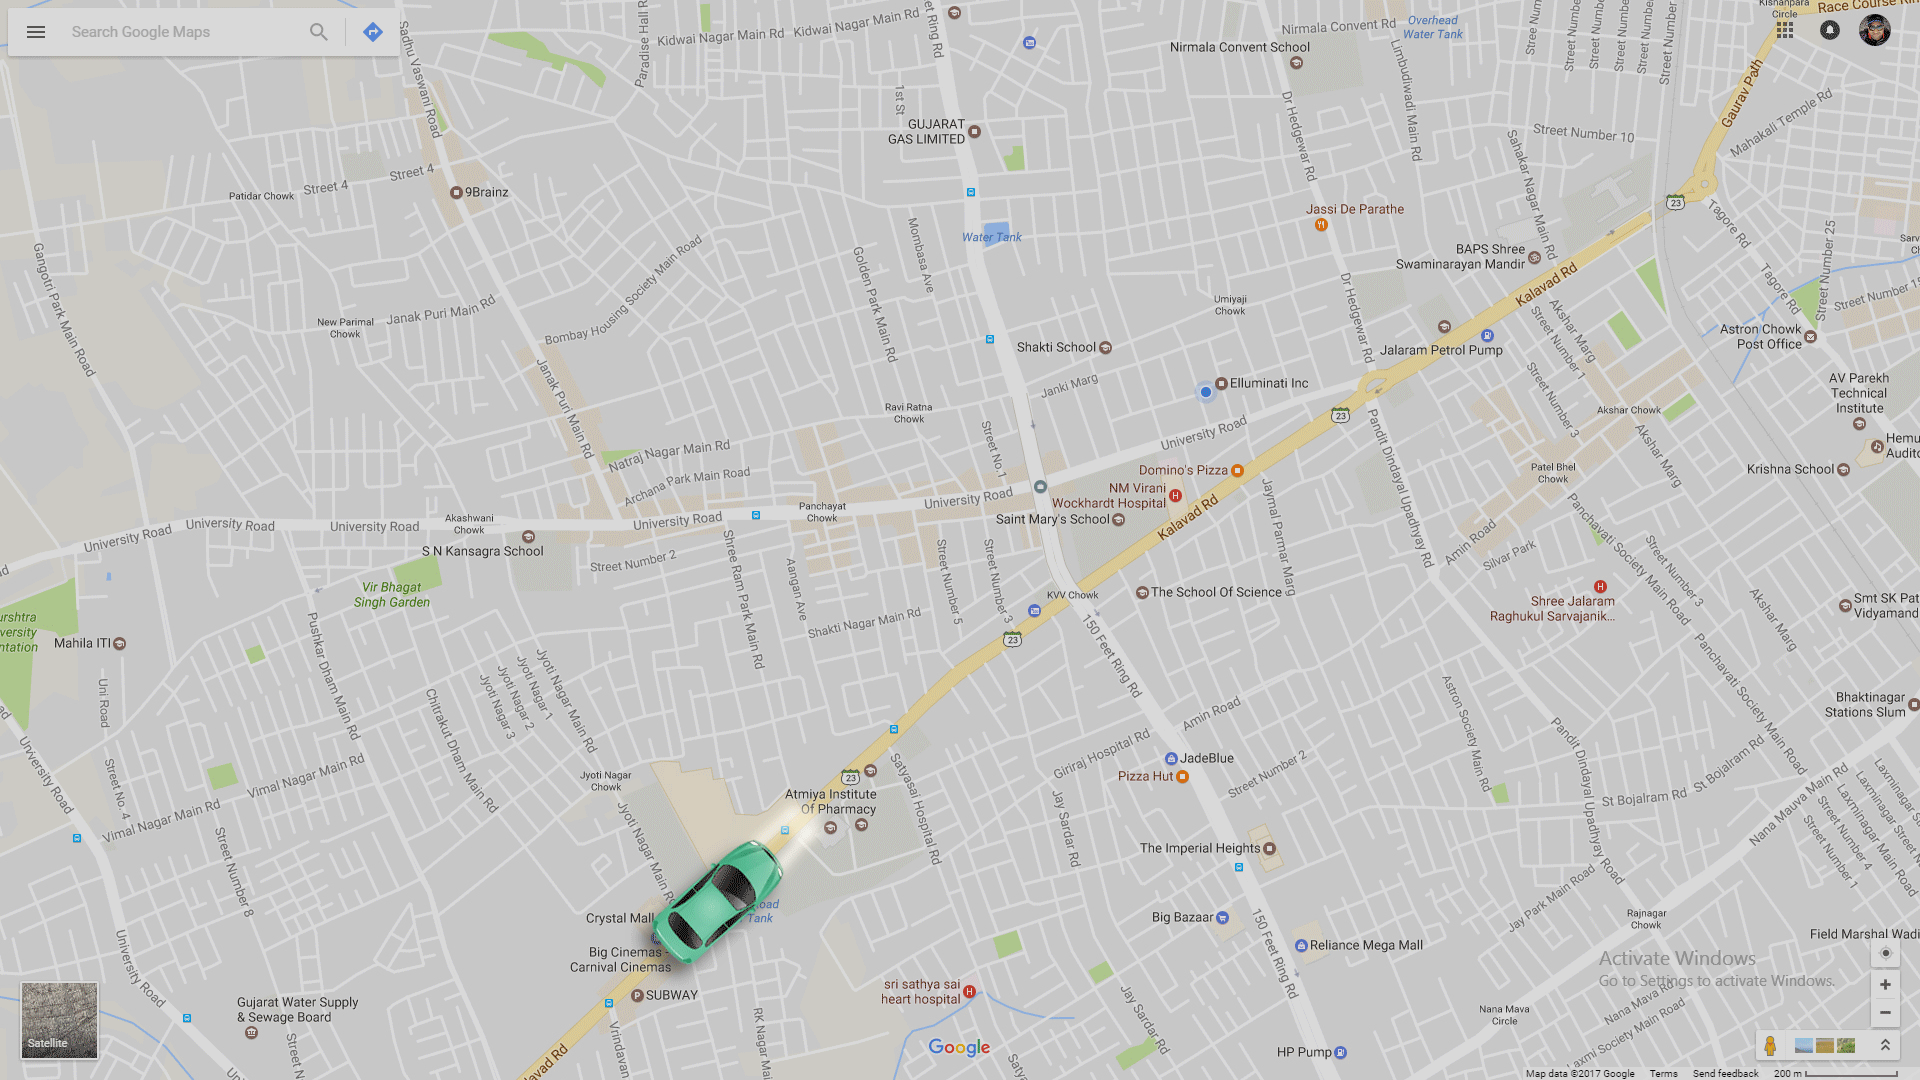 Search Google Maps
Sadhu Vaswani Road
Paradise Hall R
Kidwai Nagar Main Rd
Kidwai Nagar Main Rd
et Ring Rd
Nirmala Convent School
Nirmala Convent Rd
Overhead
Water Tank
Limbudiwadi Main Rd
Street Nu
Street Number
Street Number
Street Number
Street Number
Kishanpara
Circle
Race Course Rin
Gaurav Path
Mahakali Temple Rd
1st St
GUJARAT
GAS LIMITED
Dr Hedgewar Rd
Street Number 10
Sahakar Nagar Main Rd
Patidar Chowk
Street 4
Street 4
9Brainz
Jassi De Parathe
23
Tagore Rd
Mombasa Ave
Water Tank
Golden Park Main Rd
BAPS Shree
Swaminarayan Mandir
Kalavad Rd
Tagore Rd
Street Number 25
Gangotri Park Main Road
Bombay Housing Society Main Road
Janak Puri Main Rd
New Parimal
Chowk
Umiyaji
Chowk
Dr Hedgewar Rd
Akshar Marg
Street Number 1
Astron Chowk
Post Office
Shakti School
Jalaram Petrol Pump
Janak Puri Main Rd
Janki Marg
Elluminati Inc
Street Number 3
AV Parekh
Technical
Institute
Ravi Ratna
Chowk
23
Akshar Chowk
Akshar Marg
Street No.1
University Road
Pandit Dindayal Upadhyay Rd
Hemu
Audito
Natraj Nagar Main Rd
Archana Park Main Road
Domino's Pizza
NM Virani
Wockhardt Hospital
Jaymal Parmar Marg
Patel Bhel
Chowk
Krishna School
University Road
University Road
University Road
Akashwani
Chowk
University Road
Panchayat
Chowk
University Road
Saint Mary's School
Kalavad Rd
Panchavati Society Main Road
Amin Road
Silvar Park
S N Kansagra School
Street Number 2
Shree Ram Park Main Rd
Aangan Ave
Street Number 5
Street Number 3
Street Number 3
Vir Bhagat
Singh Garden
KVV Chowk
The School Of Science
Shree Jalaram
Raghukul Sarvajanik...
Akshar Marg
Smt SK Pat
Vidyamand
Mahila ITI
Pushkar Dham Main Rd
Shakti Nagar Main Rd
23
150 Feet Ring Rd
Panchavati Society Main Road
Uni Road
Jyoti Nagar Main Rd
Jyoti Nagar 1
Jyoti Nagar 2
Jyoti Nagar 3
Chitrakut Dham Main Rd
Amin Road
Astron Society Main Rd
Pandit Dindayal Upadhyay Road
Bhaktinagar
Stations Slum
University Road
Street No. 4
Vimal Nagar Main Rd
Vimal Nagar Main Rd
Jyoti Nagar
Chowk
23
Satyasai Hospital Rd
Giriraj Hospital Rd
JadeBlue
Pizza Hut
Street Number 2
St Bojalram Rd
St Bojalram Rd
Nana Mauva Main Rd
Laxminagar Main Road
Street Number 4
Street Number 1
Atmiya Institute
Of Pharmacy
Jyoti Nagar Main Rd
Jay Sardar Rd
The Imperial Heights
Street Number 8
Crystal Mall
oad
Tank
Big Cinemas -
Carnival Cinemas
Big Bazaar
150 Feet Ring Rd
Reliance Mega Mall
Jay Park Main Road
Rajnagar
Chowk
Field Marshal Wadi
University Road
Gujarat Water Supply
& Sewage Board
SUBWAY
sri sathya sai
heart hospital
Jay Sardar Rd
Activate Windows
Go to Settings to activate Windows.
Nana Mava
Circle
Nana Mava Rd
Laxmi Society Main Road
Satellite
Vrindavan
RK Naga
Google
HP Pump
Map data ©2017 Google
Terms
Send feedback
200 m